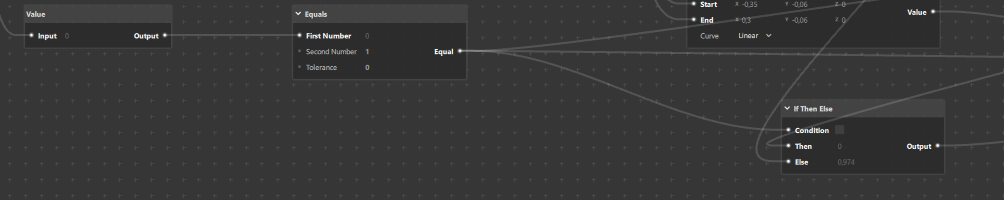 Value
Input 0 Output
Equals
First Number 0
Second Number 1 Equal
Tolerance 0
Start X -0,35 Y -0,06 Z 0
Value
End X 0,3 Y -0,06 Z 0
Curve Linear
If Then Else
Condition
Then 0 Output
Else 0,974